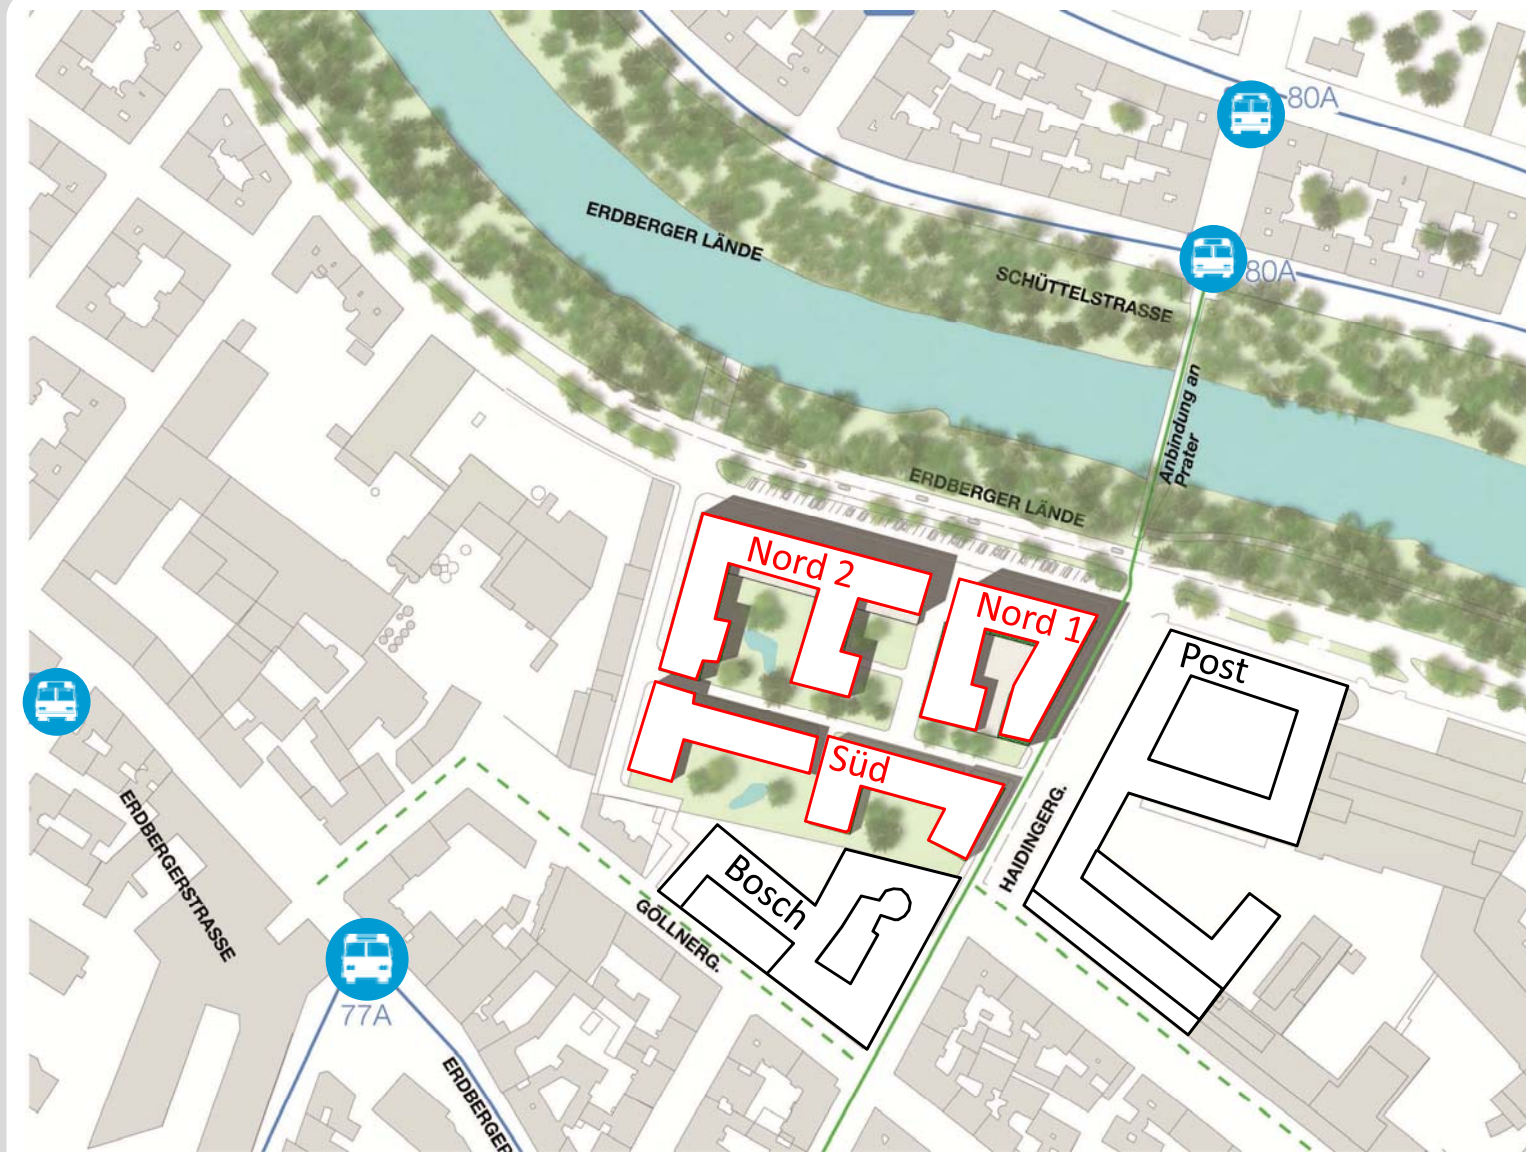 80A
ERDBERGER LÄNDE
80A
SCHÜTTELSTRASSE
Anbindung an
Prater
ERDBERGER LÄNDE
Nord 2
Nord 1
Post
Süd
HAIDINGERG.
ERDBERGERSTRASSE
Bosch
GÖLLNERG.
77A
ERDBERGER